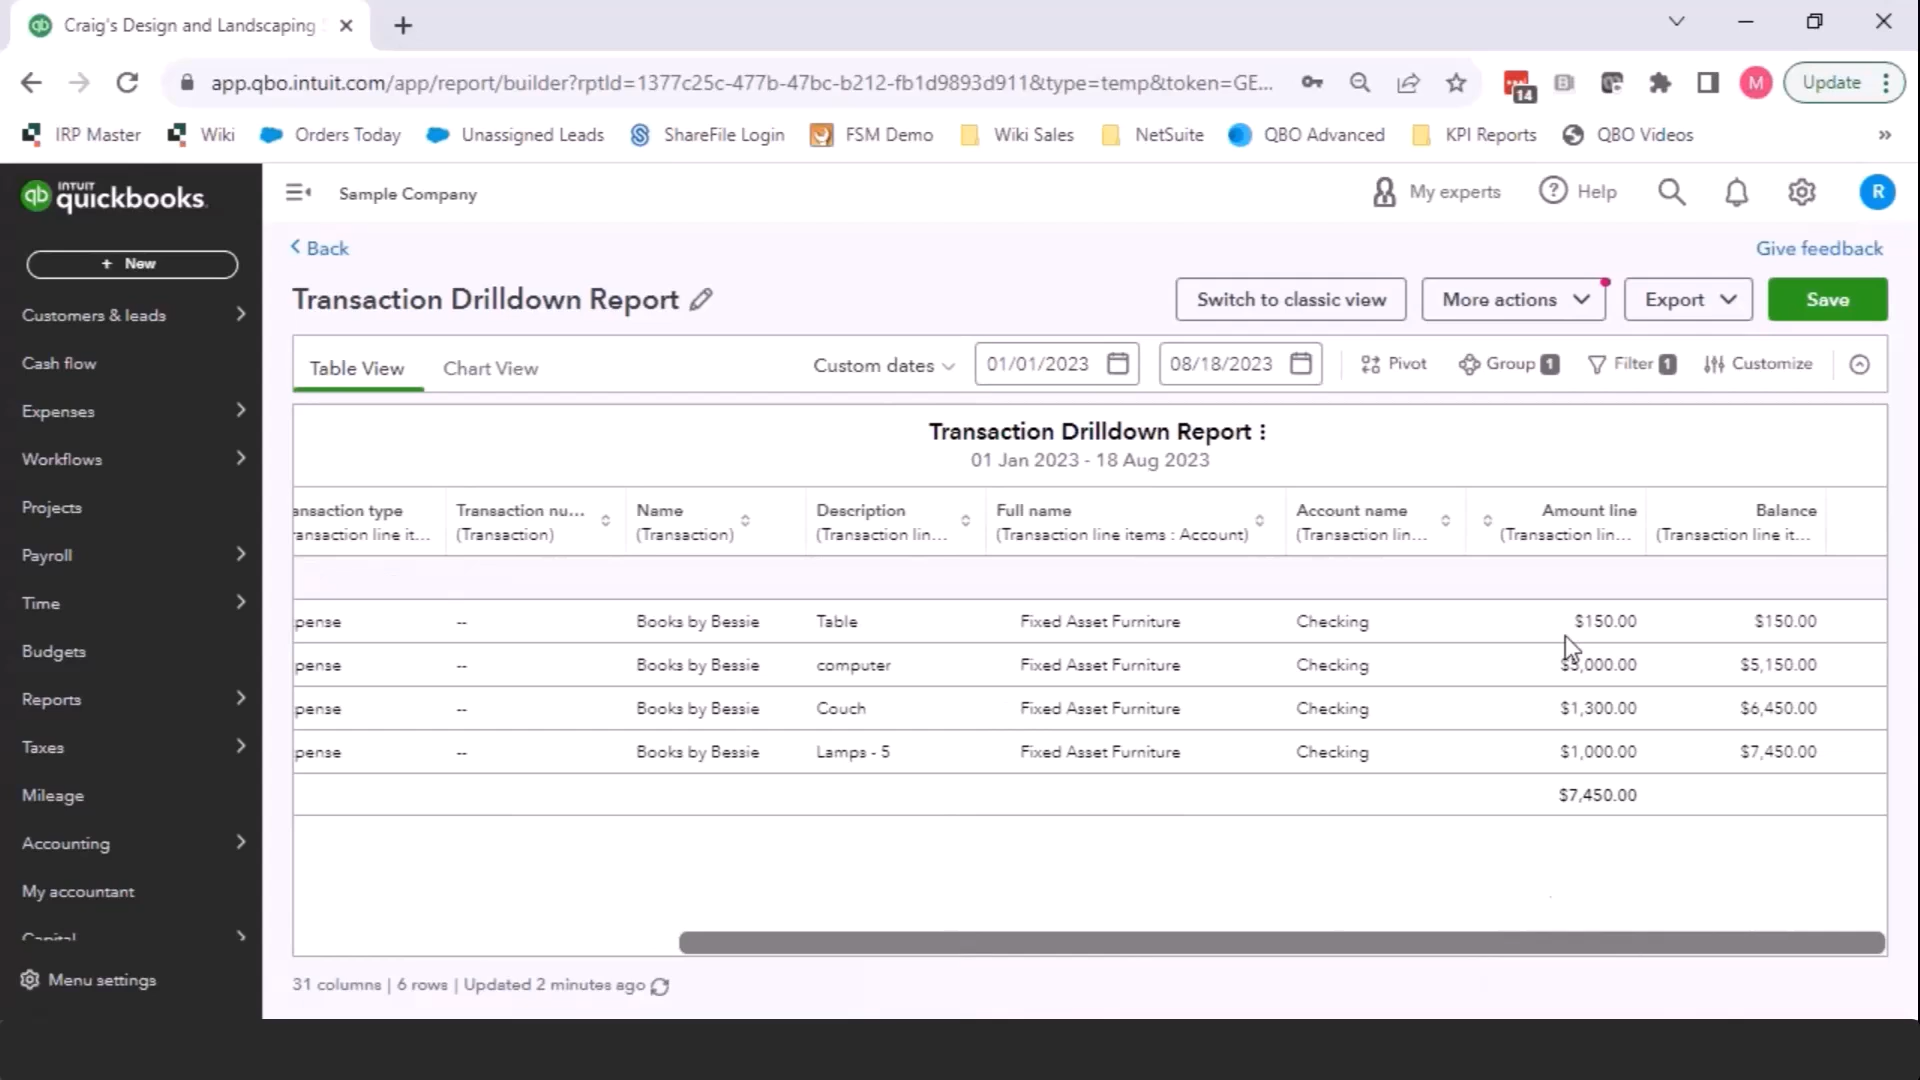 Craig's Design and Landscaping
app.qbo.intuit.com/app/report/builder?rptId=1377c25c-477b-47bc-b212-fb1d9893d911&type=temp&token=GE...
14
M
Update
IRP Master
Wiki
Orders Today
Unassigned Leads
ShareFile Login
FSM Demo
Wiki Sales
NetSuite
QBO Advanced
KPI Reports
QBO Videos
»
qb INTUIT quickbooks.
Sample Company
My experts
Help
R
+ New
Customers & leads
Cash flow
Expenses
Workflows
Projects
Payroll
Time
Budgets
Reports
Taxes
Mileage
Accounting
My accountant
Capital
Menu settings
Back
Give feedback
Transaction Drilldown Report
Switch to classic view
More actions
Export
Save
Table View
Chart View
Custom dates
01/01/2023
08/18/2023
Pivot
Group 1
Filter 1
Customize
Transaction Drilldown Report
01 Jan 2023 - 18 Aug 2023
ansaction type Transaction nu... Name Description Full name Account name Amount line Balance
ransaction line it... (Transaction) (Transaction) (Transaction lin... (Transaction line items : Account) (Transaction lin... (Transaction lin... (Transaction line it...
pense -- Books by Bessie Table Fixed Asset Furniture Checking $150.00 $150.00
pense -- Books by Bessie computer Fixed Asset Furniture Checking ,000.00 $5,150.00
pense -- Books by Bessie Couch Fixed Asset Furniture Checking $1,300.00 $6,450.00
pense -- Books by Bessie Lamps - 5 Fixed Asset Furniture Checking $1,000.00 $7,450.00
$7,450.00
31 columns | 6 rows | Updated 2 minutes ago